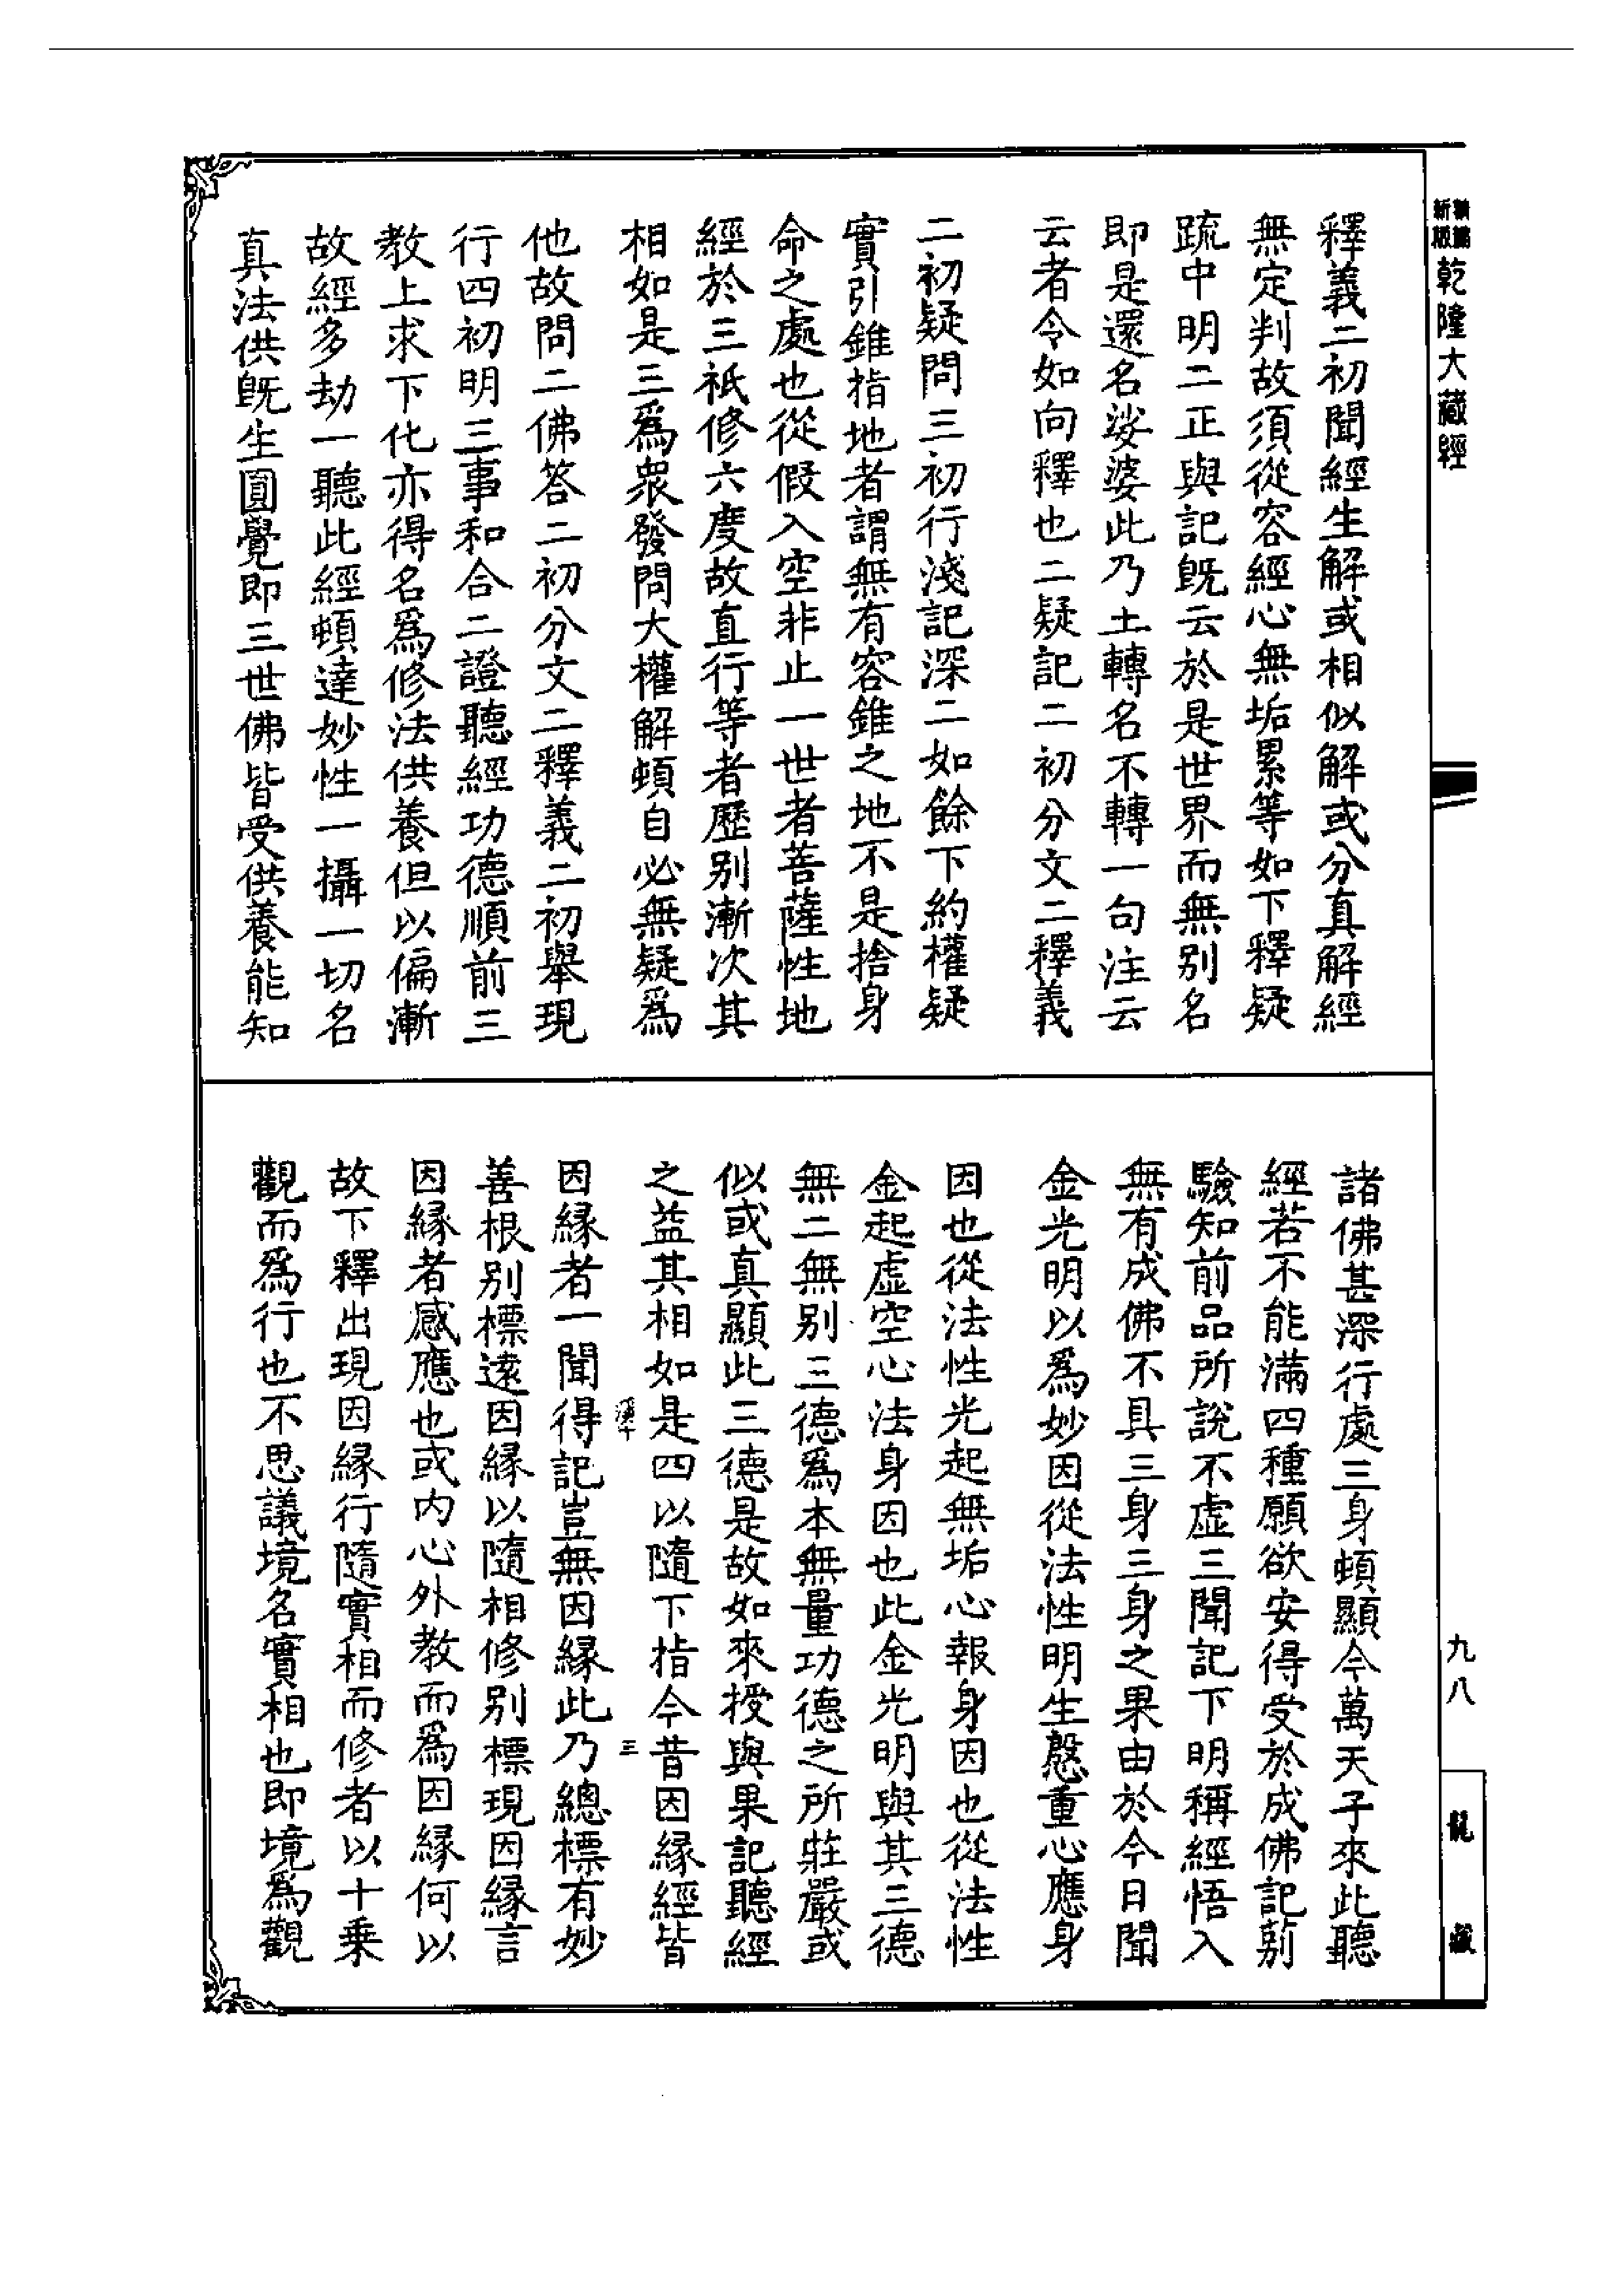 新編縮版乾隆大藏經
釋義二初聞經生解或相似解或分真解經
無定判故須從容經心無垢累等如下釋疑
疏中明二正與記既云於是世界而無別名
即是還名娑婆此乃土轉名不轉一句注云
云者令如向釋也二疑記二初分文二釋義
二初疑問三初行淺記深二如餘下約權疑
實引錐指地者謂無有容錐之地不是捨身
命之處也從假入空非止一世者菩薩性地
經於三祇修六度故直行等者歷別漸次其
相如是三爲衆發問大權解頓自必無疑爲
他故問二佛答二初分文二釋義二初舉現
行四初明三事和合二證聽經功德順前三
教上求下化亦得名爲修法供養但以偏漸
故經多劫一聽此經頓達妙性一攝一切名
真法供既生圓覺即三世佛皆受供養能知
諸佛甚深行處三身頓顯今萬天子來此聽
經若不能滿四種願欲安得受於成佛記莂
驗知前品所說不虛三聞記下明稱經悟入
無有成佛不具三身三身之果由於今日聞
金光明以爲妙因從法性明生慇重心應身
因也從法性光起無垢心報身因也從法性
金起虛空心法身因也此金光明與其三德
無二無別三德爲本無量功德之所莊嚴或
似或真顯此三德是故如來授與果記聽經
之益其相如是四以隨下指今昔因緣經皆
因緣者一聞得記豈無因緣此乃總標有妙
善根別標遠因緣以隨相修別標現因緣言
因緣者感應也或內心外教而爲因緣何以
故下釋出現因緣行隨實相而修者以十乘
觀而爲行也不思議境名實相也即境爲觀
三
九八
龍藏